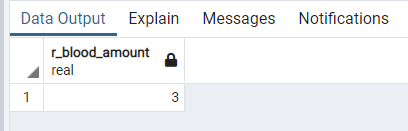 Data Output Explain Messages Notifications
r_blood_amount
real
1 3